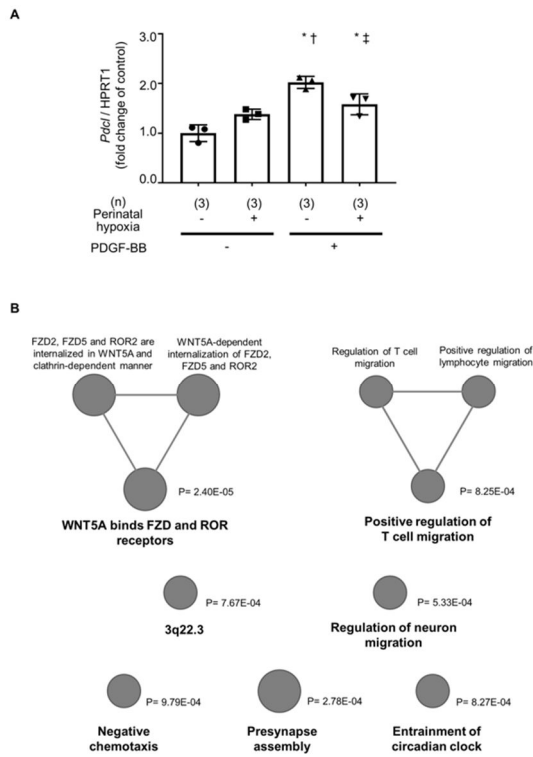 A
3.0
* †
* ‡
2.0
1.0
0.0
Pdcl / HPRT1
(fold change of control)
(n) (3) (3) (3) (3)
Perinatal
hypoxia - + - +
PDGF-BB - +
B
FZD2, FZD5 and ROR2 are
internalized in WNT5A and
clathrin-dependent manner
WNT5A-dependent
internalization of FZD2,
FZD5 and ROR2
Regulation of T cell
migration
Positive regulation of
lymphocyte migration
P= 2.40E-05
WNT5A binds FZD and ROR
receptors
P= 8.25E-04
Positive regulation of
T cell migration
P= 7.67E-04
3q22.3
P= 5.33E-04
Regulation of neuron
migration
P= 9.79E-04
Negative
chemotaxis
P= 2.78E-04
Presynapse
assembly
P= 8.27E-04
Entrainment of
circadian clock